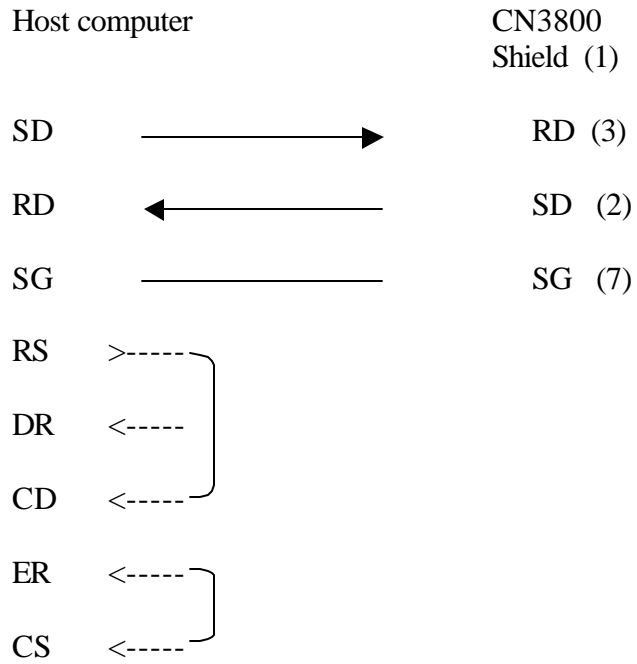 Host computer CN3800
Shield (1)
SD RD (3)
RD SD (2)
SG SG (7)
RS >-----
DR <-----
CD <-----
ER <-----
CS <-----